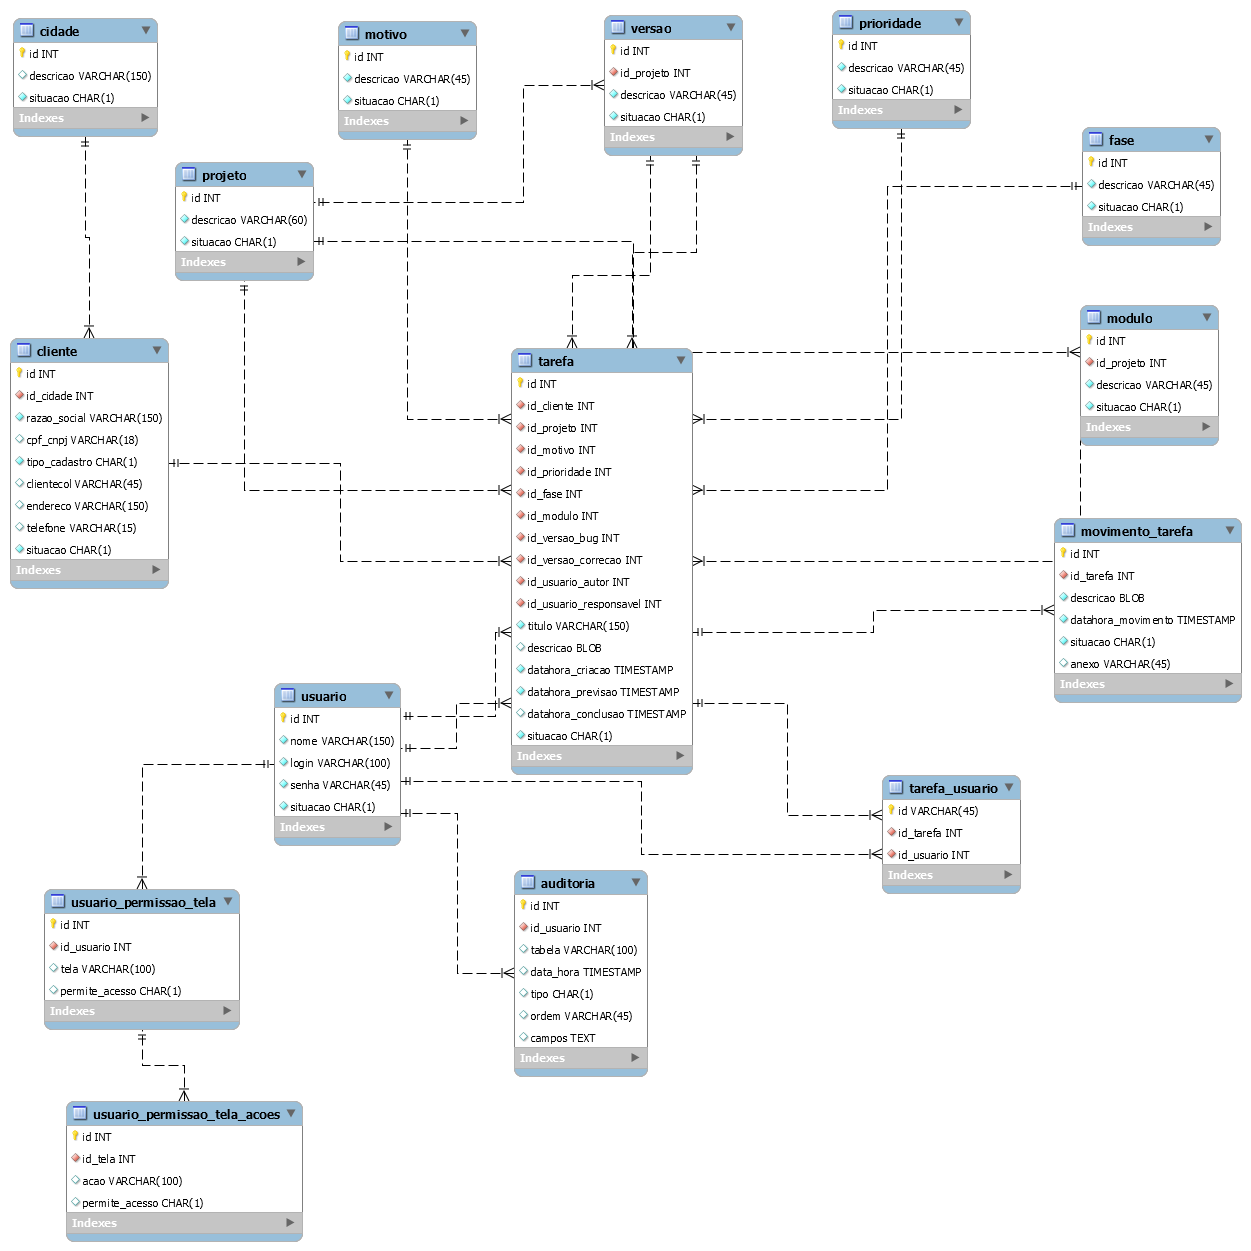 cidade
id INT
descricao VARCHAR(150)
situacao CHAR(1)
Indexes
motivo
id INT
descricao VARCHAR(45)
situacao CHAR(1)
Indexes
versao
id INT
id_projeto INT
descricao VARCHAR(45)
situacao CHAR(1)
Indexes
prioridade
id INT
descricao VARCHAR(45)
situacao CHAR(1)
Indexes
fase
id INT
descricao VARCHAR(45)
situacao CHAR(1)
Indexes
projeto
id INT
descricao VARCHAR(60)
situacao CHAR(1)
Indexes
modulo
id INT
id_projeto INT
descricao VARCHAR(45)
situacao CHAR(1)
Indexes
cliente
id INT
id_cidade INT
razao_social VARCHAR(150)
cpf_cnpj VARCHAR(18)
tipo_cadastro CHAR(1)
clientecol VARCHAR(45)
endereco VARCHAR(150)
telefone VARCHAR(15)
situacao CHAR(1)
Indexes
tarefa
id INT
id_cliente INT
id_projeto INT
id_motivo INT
id_prioridade INT
id_fase INT
id_modulo INT
id_versao_bug INT
id_versao_correcao INT
id_usuario_autor INT
id_usuario_responsavel INT
titulo VARCHAR(150)
descricao BLOB
datahora_criacao TIMESTAMP
datahora_previsao TIMESTAMP
datahora_conclusao TIMESTAMP
situacao CHAR(1)
Indexes
movimento_tarefa
id INT
id_tarefa INT
descricao BLOB
datahora_movimento TIMESTAMP
situacao CHAR(1)
anexo VARCHAR(45)
Indexes
usuario
id INT
nome VARCHAR(150)
login VARCHAR(100)
senha VARCHAR(45)
situacao CHAR(1)
Indexes
tarefa_usuario
id VARCHAR(45)
id_tarefa INT
id_usuario INT
Indexes
auditoria
id INT
id_usuario INT
tabela VARCHAR(100)
data_hora TIMESTAMP
tipo CHAR(1)
ordem VARCHAR(45)
campos TEXT
Indexes
usuario_permissao_tela
id INT
id_usuario INT
tela VARCHAR(100)
permite_acesso CHAR(1)
Indexes
usuario_permissao_tela_acoes
id INT
id_tela INT
acao VARCHAR(100)
permite_acesso CHAR(1)
Indexes